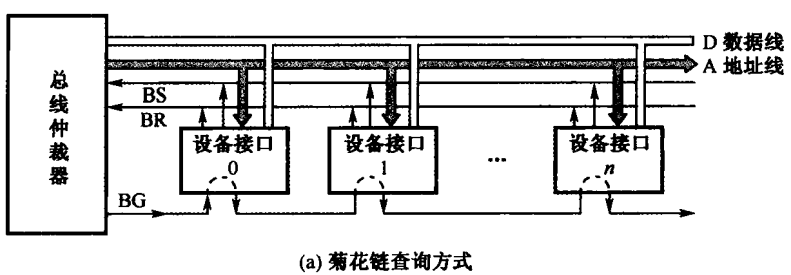 D 数据线
A 地址线
总线仲裁器
BS
BR
设备接口
0
设备接口
1
...
设备接口
n
BG
(a) 菊花链查询方式